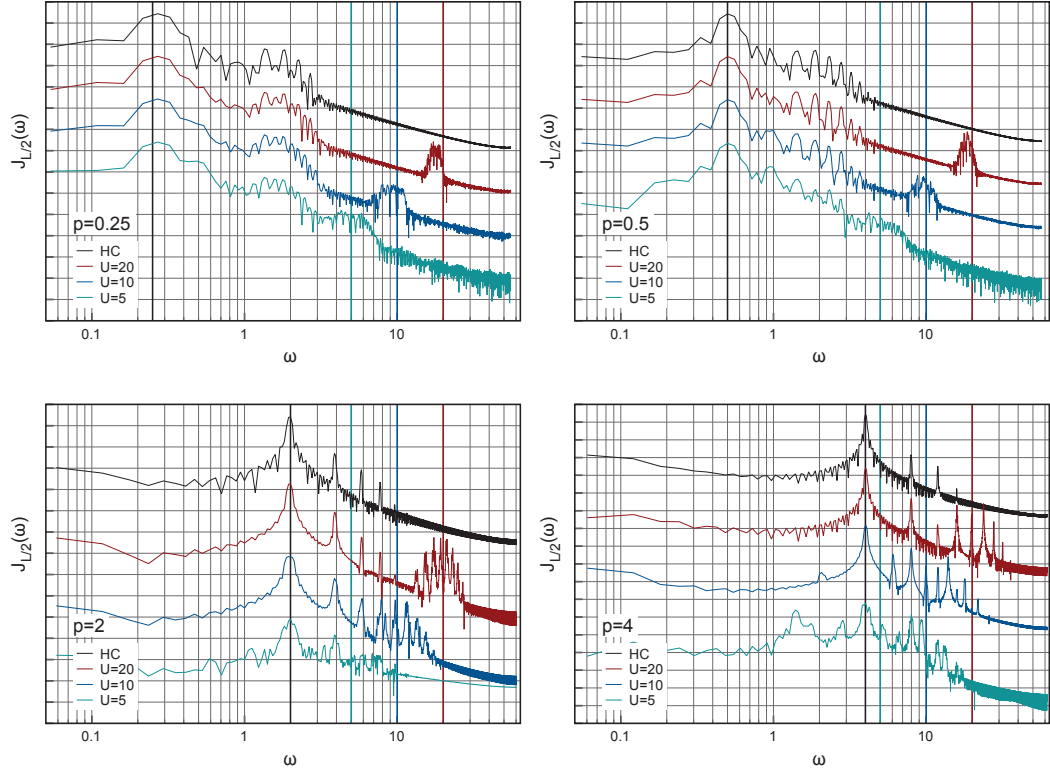 J_{L/2}(ω)
p=0.25
HC
U=20
U=10
U=5
0.1 1 10
ω
J_{L/2}(ω)
p=0.5
HC
U=20
U=10
U=5
0.1 1 10
ω
J_{L/2}(ω)
p=2
HC
U=20
U=10
U=5
0.1 1 10
ω
J_{L/2}(ω)
p=4
HC
U=20
U=10
U=5
0.1 1 10
ω